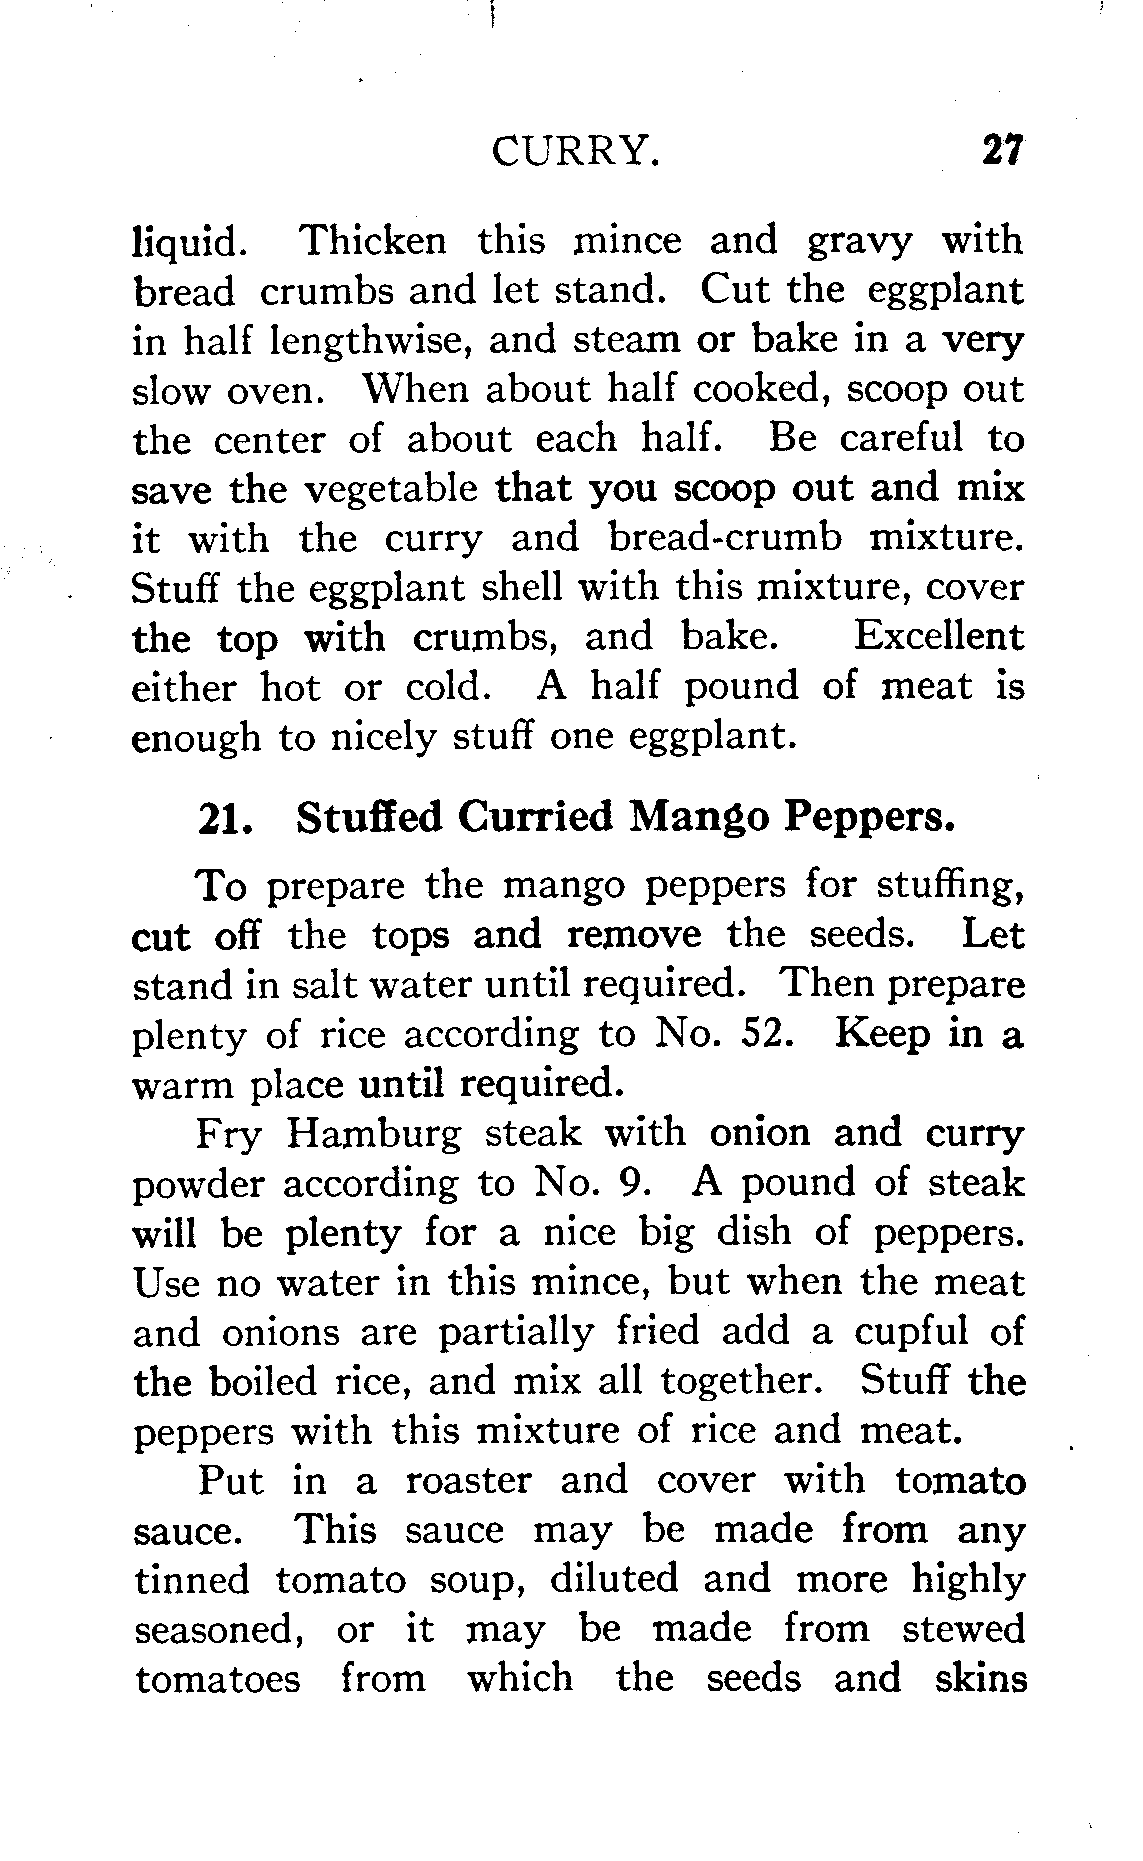 CURRY. 27
liquid. Thicken this mince and gravy with
bread crumbs and let stand. Cut the eggplant
in half lengthwise, and steam or bake in a very
slow oven. When about half cooked, scoop out
the center of about each half. Be careful to
save the vegetable that you scoop out and mix
it with the curry and bread-crumb mixture.
Stuff the eggplant shell with this mixture, cover
the top with crumbs, and bake. Excellent
either hot or cold. A half pound of meat is
enough to nicely stuff one eggplant.
21. Stuffed Curried Mango Peppers.
To prepare the mango peppers for stuffing,
cut off the tops and remove the seeds. Let
stand in salt water until required. Then prepare
plenty of rice according to No. 52. Keep in a
warm place until required.
Fry Hamburg steak with onion and curry
powder according to No. 9. A pound of steak
will be plenty for a nice big dish of peppers.
Use no water in this mince, but when the meat
and onions are partially fried add a cupful of
the boiled rice, and mix all together. Stuff the
peppers with this mixture of rice and meat.
Put in a roaster and cover with tomato
sauce. This sauce may be made from any
tinned tomato soup, diluted and more highly
seasoned, or it may be made from stewed
tomatoes from which the seeds and skins